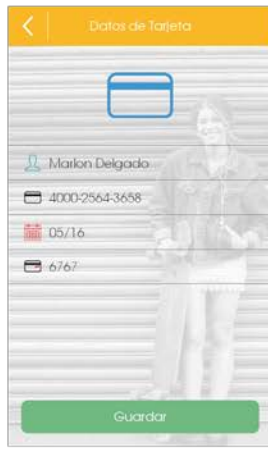 Datos de Tarjeta
Marlon Delgado
4000-2564-3658
05/16
6767
Guardar